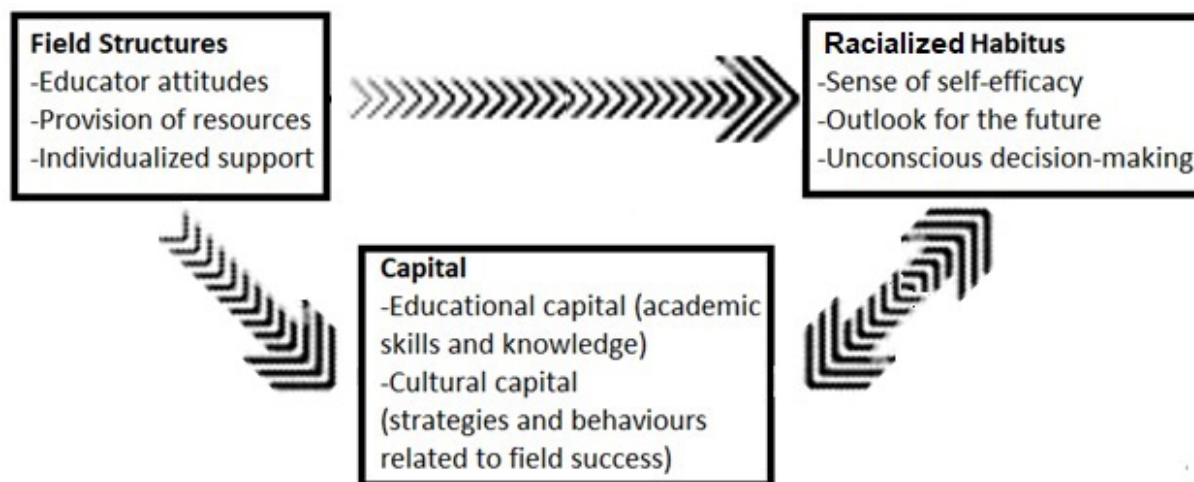 Field Structures
-Educator attitudes
-Provision of resources
-Individualized support
Racialized Habitus
-Sense of self-efficacy
-Outlook for the future
-Unconscious decision-making
Capital
-Educational capital (academic
skills and knowledge)
-Cultural capital
(strategies and behaviours
related to field success)